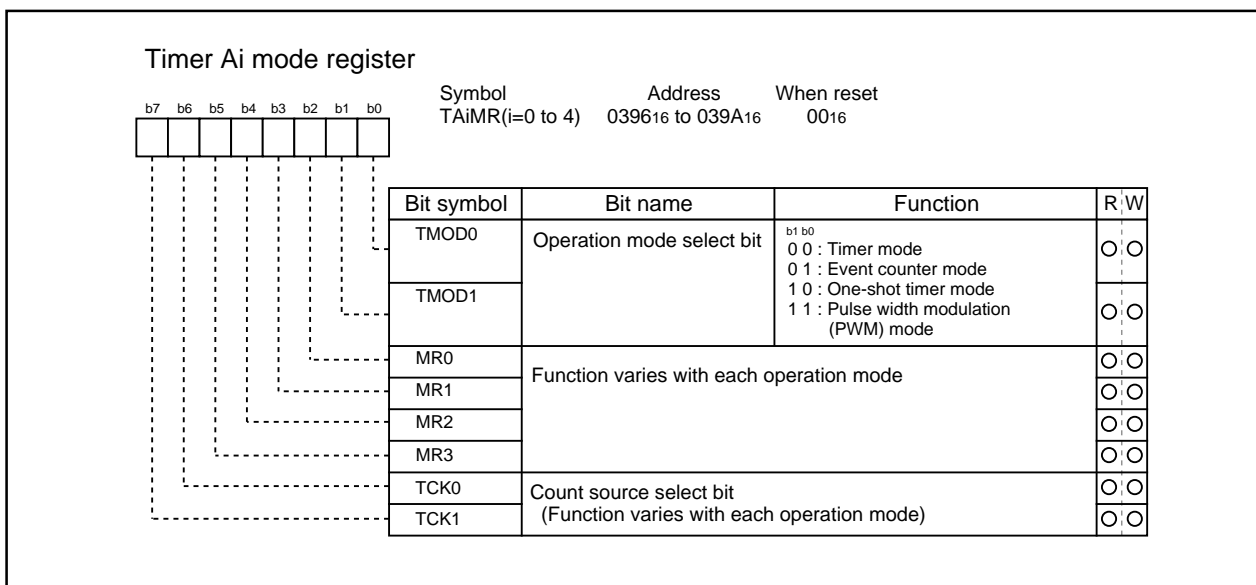 Timer Ai mode register
Symbol Address When reset
TAiMR(i=0 to 4) 039616 to 039A16 0016
b7 b6 b5 b4 b3 b2 b1 b0
Bit symbol Bit name Function R W
TMOD0 Operation mode select bit
b1 b0
0 0 : Timer mode
0 1 : Event counter mode
TMOD1
1 0 : One-shot timer mode
1 1 : Pulse width modulation
(PWM) mode
MR0
Function varies with each operation mode
MR1
MR2
MR3
TCK0 Count source select bit
TCK1 (Function varies with each operation mode)